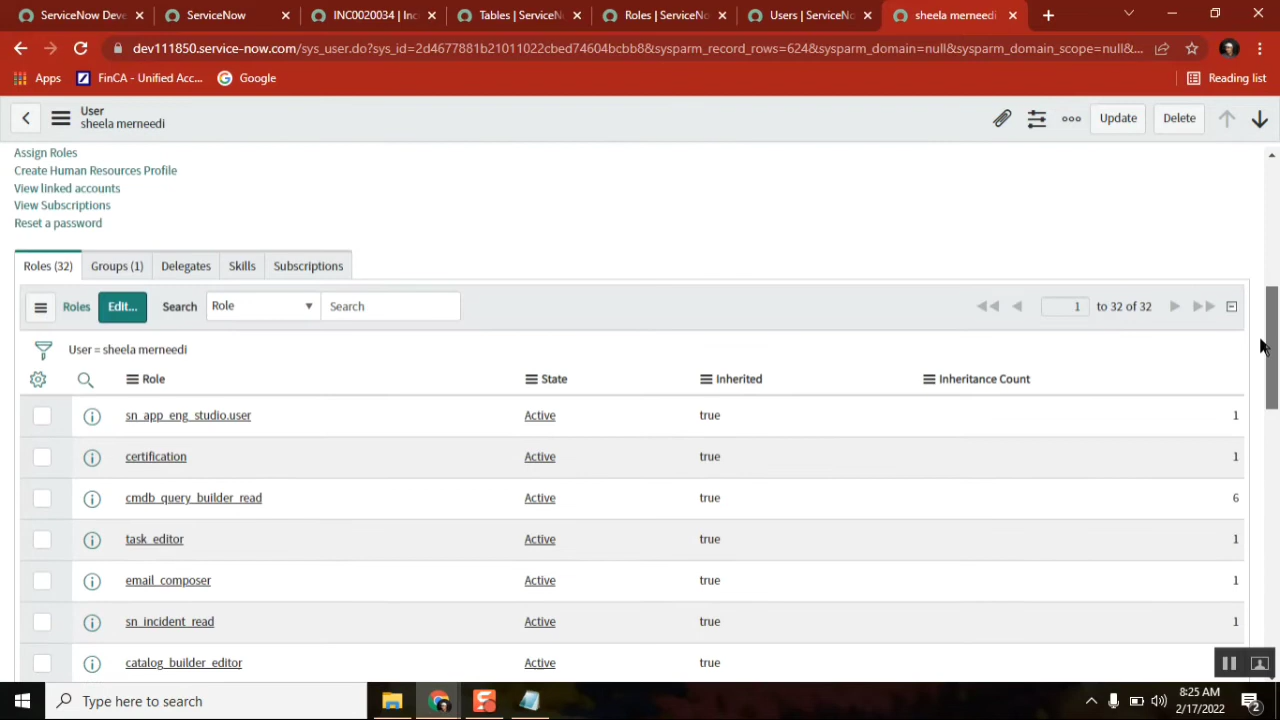 ServiceNow Deve
ServiceNow
INC0020034 | Inc
Tables | ServiceN
Roles | ServiceNo
Users | ServiceNo
sheela merneedi
dev111850.service-now.com/sys_user.do?sys_id=2d4677881b21011022cbed74604bcbb8&sysparm_record_rows=624&sysparm_domain=null&sysparm_domain_scope=null&...
Apps
FinCA - Unified Acc...
Google
Reading list
User
sheela merneedi
Update
Delete
Assign Roles
Create Human Resources Profile
View linked accounts
View Subscriptions
Reset a password
Roles (32)
Groups (1)
Delegates
Skills
Subscriptions
Roles
Edit...
Search
Role
Search
1
to 32 of 32
User = sheela merneedi
Role
State
Inherited
Inheritance Count
sn_app_eng_studio.user
Active
true
1
certification
Active
true
1
cmdb_query_builder_read
Active
true
6
task_editor
Active
true
1
email_composer
Active
true
1
sn_incident_read
Active
true
1
catalog_builder_editor
Active
true
Type here to search
8:25 AM
2/17/2022
2